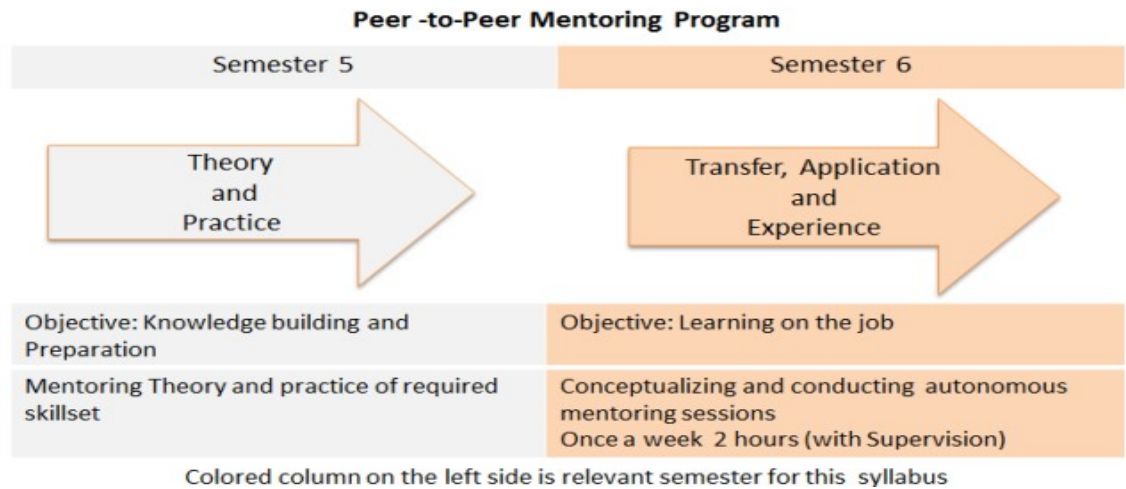 Peer -to-Peer Mentoring Program
Semester 5
Semester 6
Theory
and
Practice
Transfer, Application
and
Experience
Objective: Knowledge building and
Preparation
Objective: Learning on the job
Mentoring Theory and practice of required
skillset
Conceptualizing and conducting autonomous
mentoring sessions
Once a week 2 hours (with Supervision)
Colored column on the left side is relevant semester for this syllabus